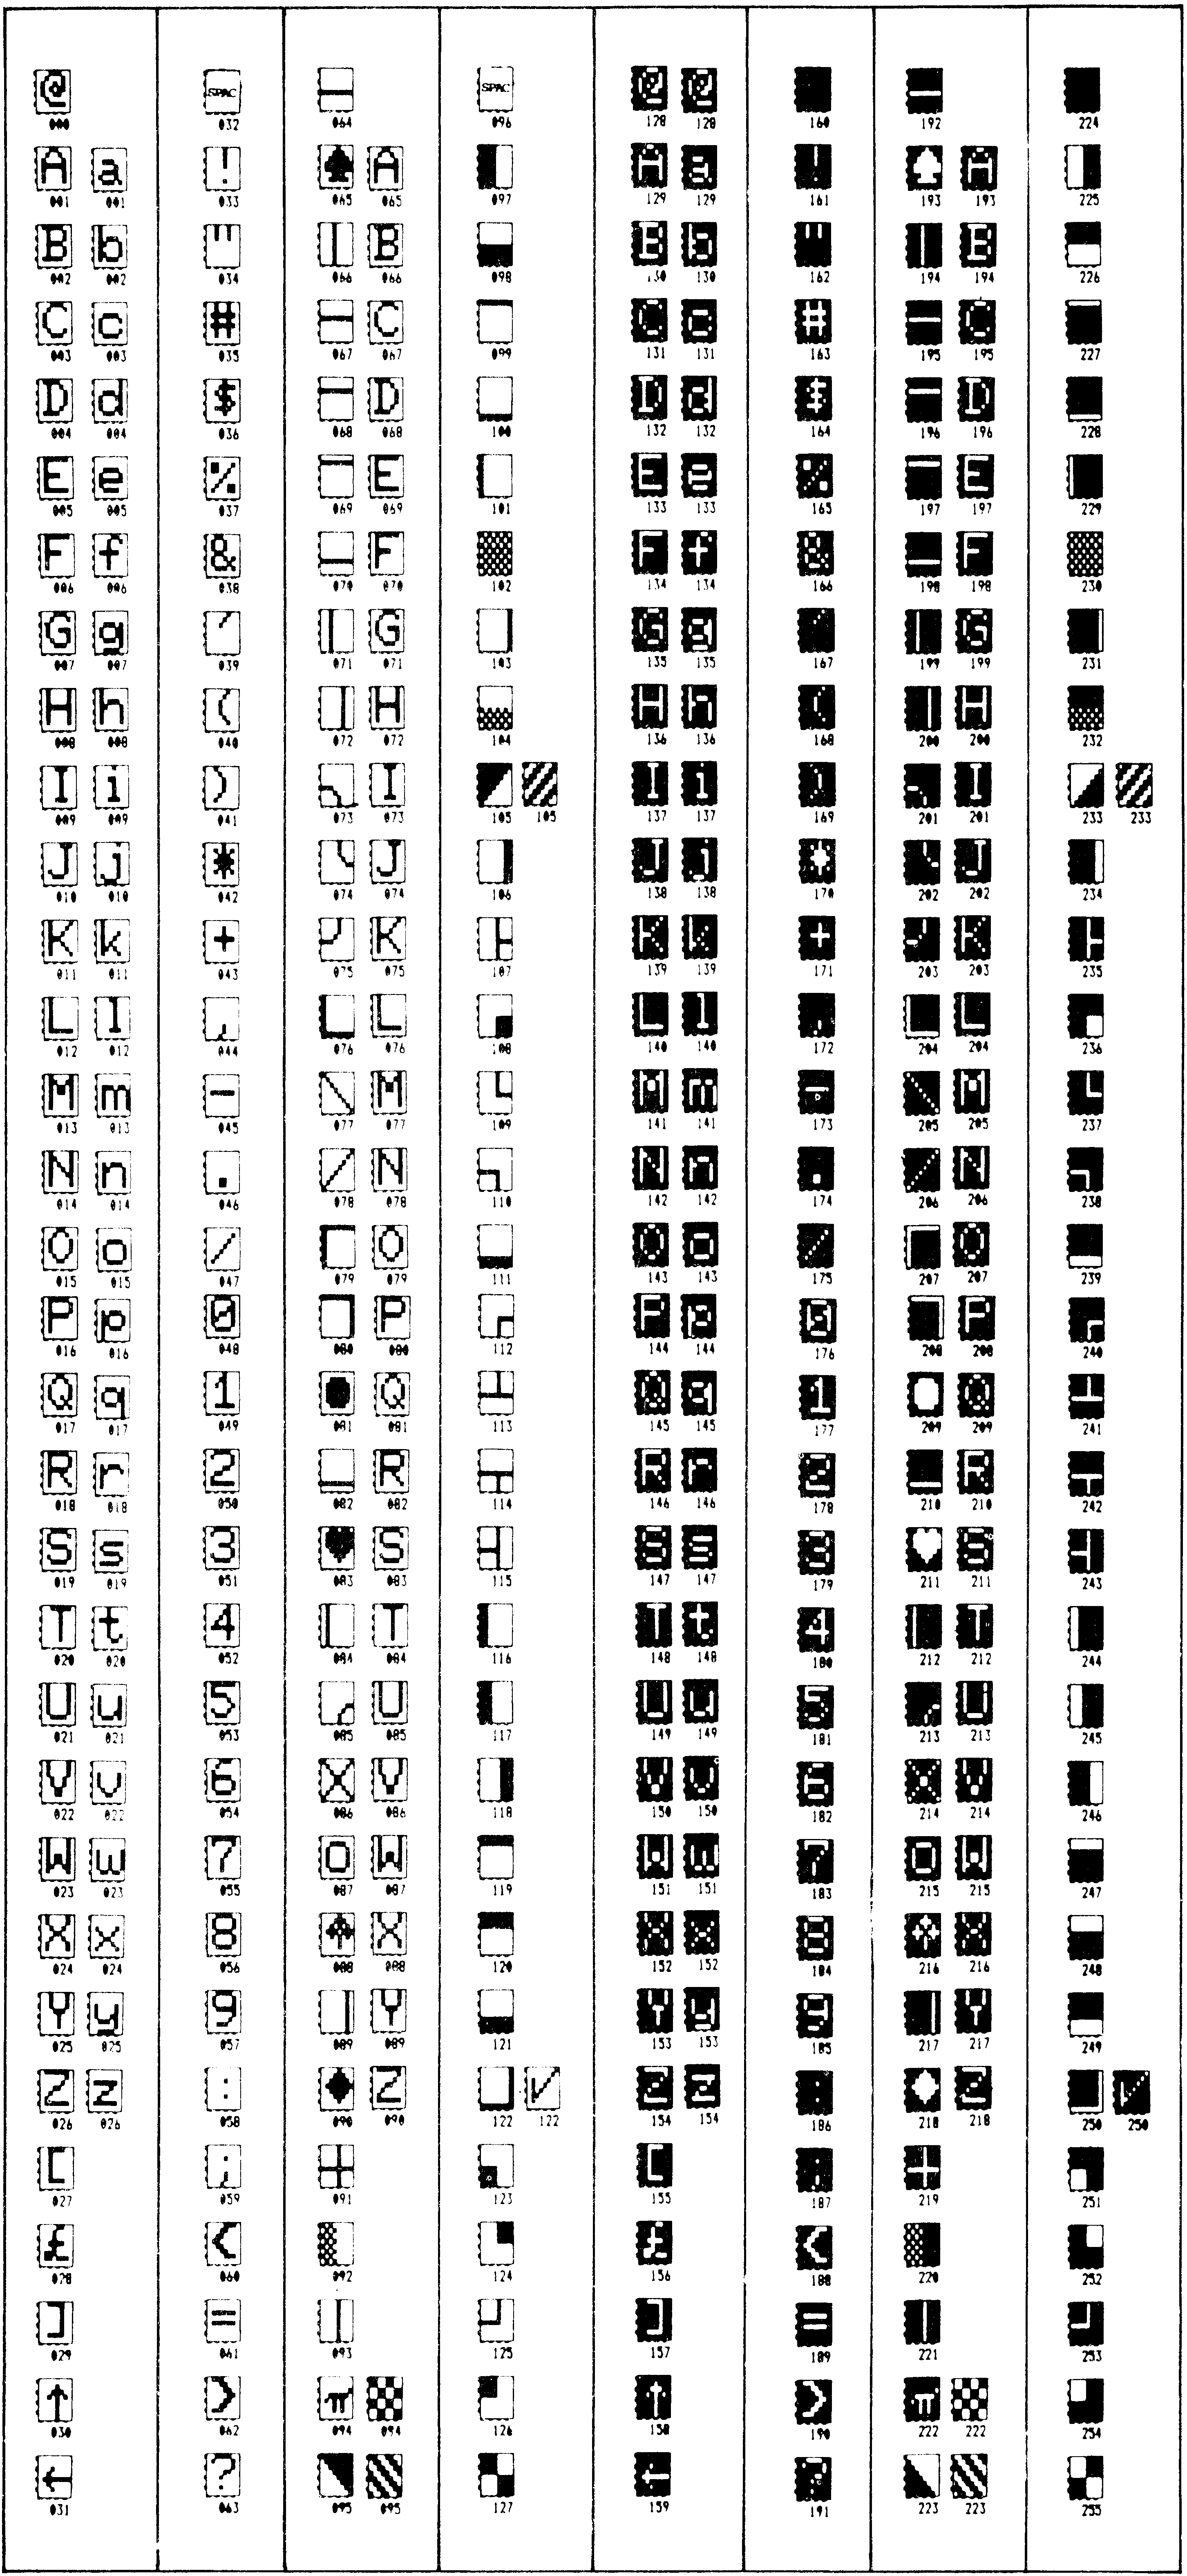 @ SPAC SPAC @ @
000 032 064 096 128 128 160 192 224
A a ! ♠ A A a ! ♠ A
001 001 033 065 065 097 129 129 161 193 193 225
B b " B B b " B
002 002 034 066 066 098 130 130 162 194 194 226
C c # C C c # C
003 003 035 067 067 099 131 131 163 195 195 227
D d $ D D d $ D
004 004 036 068 068 100 132 132 164 196 196 228
E e % E E e % E
005 005 037 069 069 101 133 133 165 197 197 229
F f & F F f & F
006 006 038 070 070 102 134 134 166 198 198 230
G g ' G G g ' G
007 007 039 071 071 103 135 135 167 199 199 231
H h ( H H h ( H
008 008 040 072 072 104 136 136 168 200 200 232
I i ) I I i ) I
009 009 041 073 073 105 105 137 137 169 201 201 233 233
J j * J J j * J
010 010 042 074 074 106 138 138 170 202 202 234
K k + K K k + K
011 011 043 075 075 107 139 139 171 203 203 235
L l , L L l , L
012 012 044 076 076 108 140 140 172 204 204 236
M m - M M m - M
013 013 045 077 077 109 141 141 173 205 205 237
N n . N N n . N
014 014 046 078 078 110 142 142 174 206 206 238
O o / O O o / O
015 015 047 079 079 111 143 143 175 207 207 239
P p 0 P P p 0 P
016 016 048 080 080 112 144 144 176 208 208 240
Q q 1 ● Q Q q 1 ● Q
017 017 049 081 081 113 145 145 177 209 209 241
R r 2 R R r 2 R
018 018 050 082 082 114 146 146 178 210 210 242
S s 3 ♥ S S s 3 ♥ S
019 019 051 083 083 115 147 147 179 211 211 243
T t 4 T T t 4 T
020 020 052 084 084 116 148 148 180 212 212 244
U u 5 U U u 5 U
021 021 053 085 085 117 149 149 181 213 213 245
V v 6 V V v 6 V
022 022 054 086 086 118 150 150 182 214 214 246
W w 7 W W w 7 W
023 023 055 087 087 119 151 151 183 215 215 247
X x 8 ♣ X X x 8 ♣ X
024 024 056 088 088 120 152 152 184 216 216 248
Y y 9 Y Y y 9 Y
025 025 057 089 089 121 153 153 185 217 217 249
Z z : ♦ Z Z z : ♦ Z
026 026 058 090 090 122 122 154 154 186 218 218 250 250
[ ; [ ;
027 059 091 123 155 187 219 251
£ < £ <
028 060 092 124 156 188 220 252
] = ] =
029 061 093 125 157 189 221 253
↑ > π ↑ > π
030 062 094 094 126 158 190 222 222 254
← ? ← ?
031 063 095 095 127 159 191 223 223 255